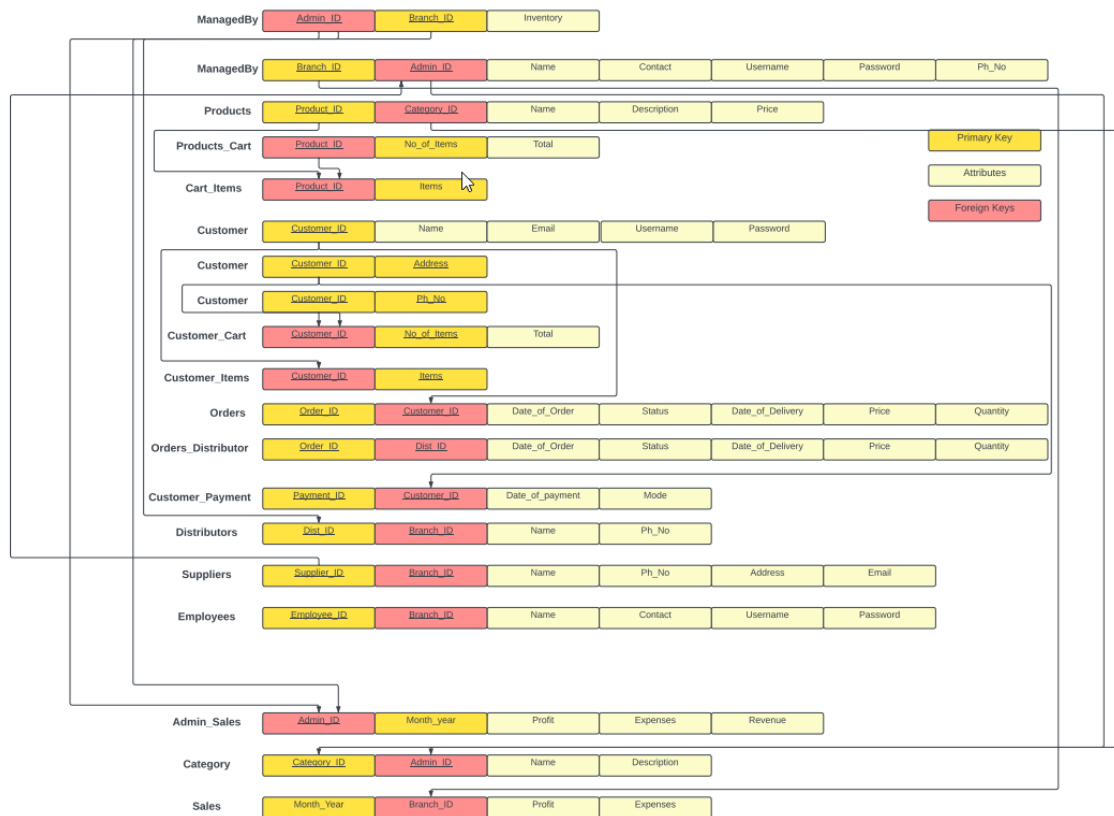 ManagedBy Admin_ID Branch_ID Inventory
ManagedBy Branch_ID Admin_ID Name Contact Username Password Ph_No
Products Product_ID Category_ID Name Description Price
Primary Key
Products_Cart Product_ID No_of_Items Total
Attributes
Cart_Items Product_ID Items
Foreign Keys
Customer Customer_ID Name Email Username Password
Customer Customer_ID Address
Customer Customer_ID Ph_No
Customer_Cart Customer_ID No_of_Items Total
Customer_Items Customer_ID Items
Orders Order_ID Customer_ID Date_of_Order Status Date_of_Delivery Price Quantity
Orders_Distributor Order_ID Dist_ID Date_of_Order Status Date_of_Delivery Price Quantity
Customer_Payment Payment_ID Customer_ID Date_of_payment Mode
Distributors Dist_ID Branch_ID Name Ph_No
Suppliers Supplier_ID Branch_ID Name Ph_No Address Email
Employees Employee_ID Branch_ID Name Contact Username Password
Admin_Sales Admin_ID Month_year Profit Expenses Revenue
Category Category_ID Admin_ID Name Description
Sales Month_Year Branch_ID Profit Expenses